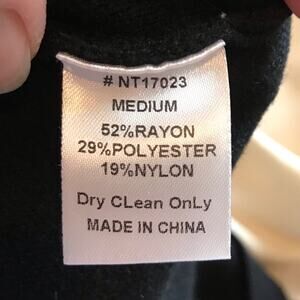 # NT17023
MEDIUM
52%RAYON
29%POLYESTER
19%NYLON
Dry CLean OnLy
MADE IN CHINA